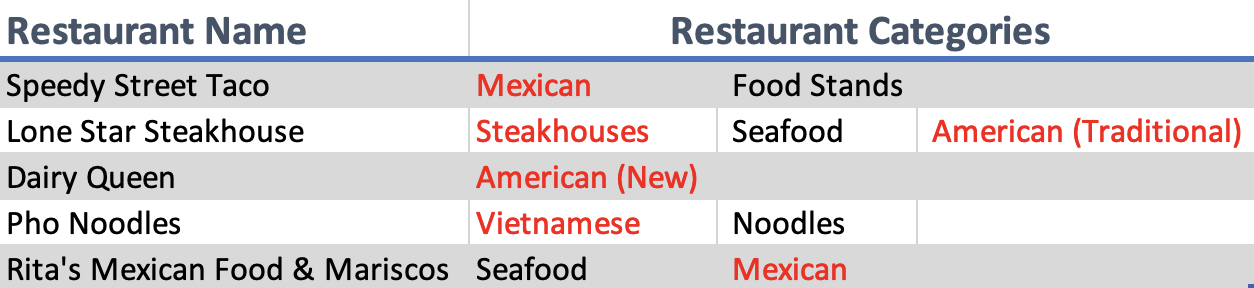 Restaurant Name Restaurant Categories
Speedy Street Taco Mexican Food Stands
Lone Star Steakhouse Steakhouses Seafood American (Traditional)
Dairy Queen American (New)
Pho Noodles Vietnamese Noodles
Rita's Mexican Food & Mariscos Seafood Mexican